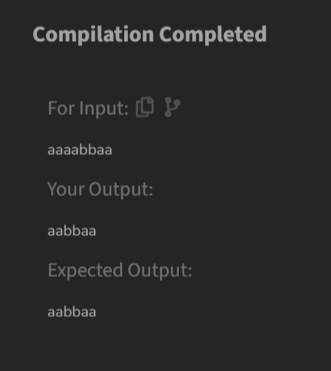 Compilation Completed
For Input:
aaaabbaa
Your Output:
aabbaa
Expected Output:
aabbaa